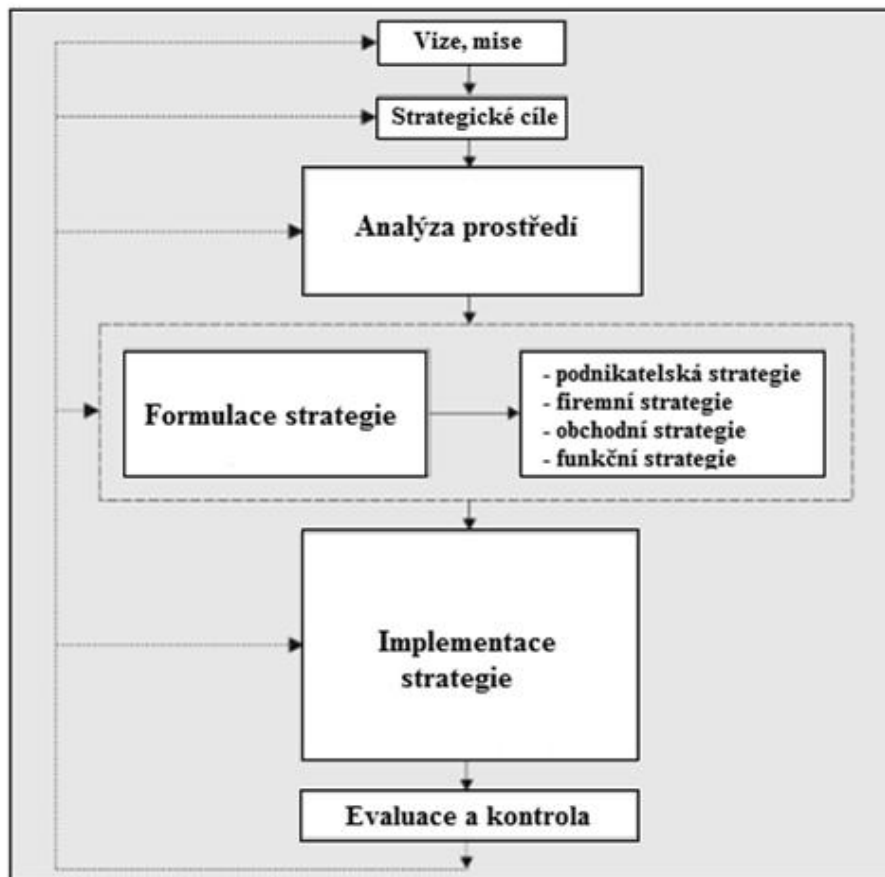 Vize, mise
Strategické cíle
Analýza prostředí
Formulace strategie
- podnikatelská strategie
- firemní strategie
- obchodní strategie
- funkční strategie
Implementace
strategie
Evaluace a kontrola